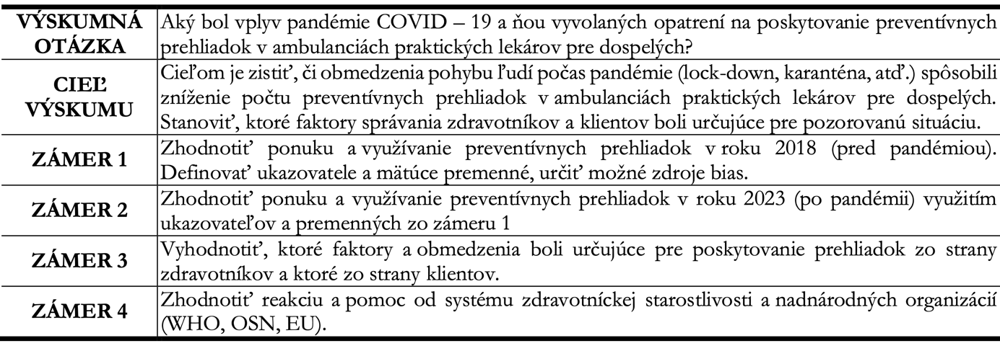 VÝSKUMNÁ
OTÁZKA
Aký bol vplyv pandémie COVID – 19 a ňou vyvolaných opatrení na poskytovanie preventívnych
prehliadok v ambulanciách praktických lekárov pre dospelých?
CIEĽ
VÝSKUMU
Cieľom je zistiť, či obmedzenia pohybu ľudí počas pandémie (lock-down, karanténa, atď.) spôsobili
zníženie počtu preventívnych prehliadok v ambulanciách praktických lekárov pre dospelých.
Stanoviť, ktoré faktory správania zdravotníkov a klientov boli určujúce pre pozorovanú situáciu.
ZÁMER 1
Zhodnotiť ponuku a využívanie preventívnych prehliadok v roku 2018 (pred pandémiou).
Definovať ukazovatele a mätúce premenné, určiť možné zdroje bias.
ZÁMER 2
Zhodnotiť ponuku a využívanie preventívnych prehliadok v roku 2023 (po pandémii) využitím
ukazovateľov a premenných zo zámeru 1
ZÁMER 3
Vyhodnotiť, ktoré faktory a obmedzenia boli určujúce pre poskytovanie prehliadok zo strany
zdravotníkov a ktoré zo strany klientov.
ZÁMER 4
Zhodnotiť reakciu a pomoc od systému zdravotníckej starostlivosti a nadnárodných organizácií
(WHO, OSN, EU).